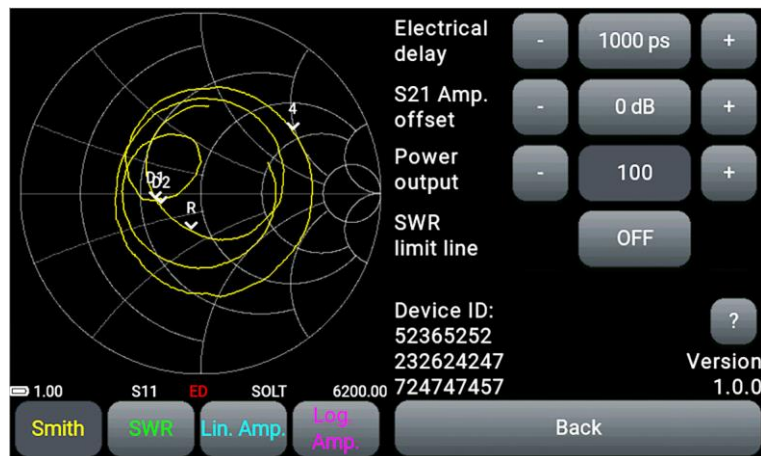 Electrical
delay
- 1000 ps +
S21 Amp.
offset
- 0 dB +
Power
output
- 100 +
SWR
limit line
OFF
4
D1
D2
R
Device ID:
52365252
232624247
724747457
?
Version
1.0.0
1.00 S11 ED SOLT 6200.00
Smith SWR Lin. Amp. Log Amp. Back